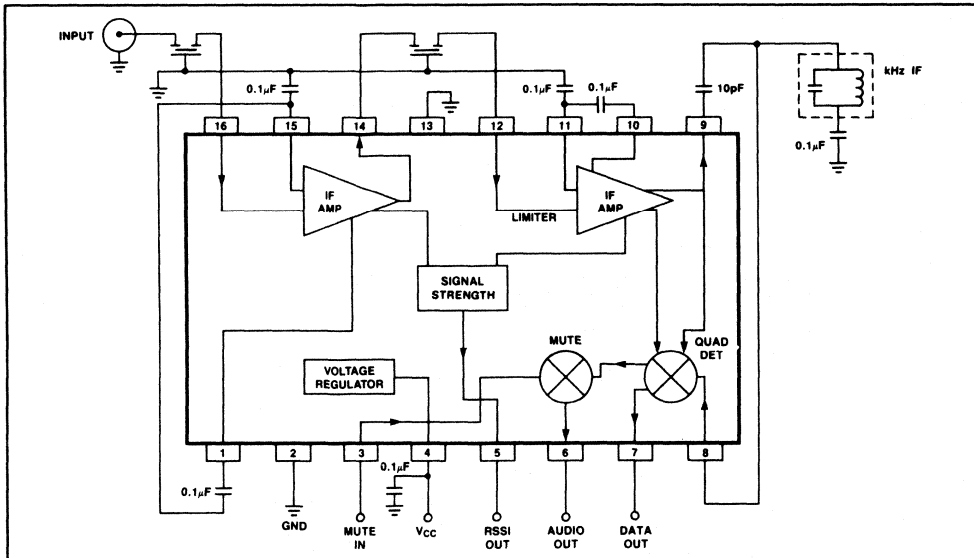 INPUT
kHz IF
0.1µF
0.1µF
0.1µF
10pF
0.1µF
16
15
14
13
12
11
10
9
IF
AMP
LIMITER
IF
AMP
SIGNAL
STRENGTH
MUTE
QUAD
DET
VOLTAGE
REGULATOR
1
2
3
4
5
6
7
8
0.1µF
0.1µF
GND
MUTE
IN
VCC
RSSI
OUT
AUDIO
OUT
DATA
OUT